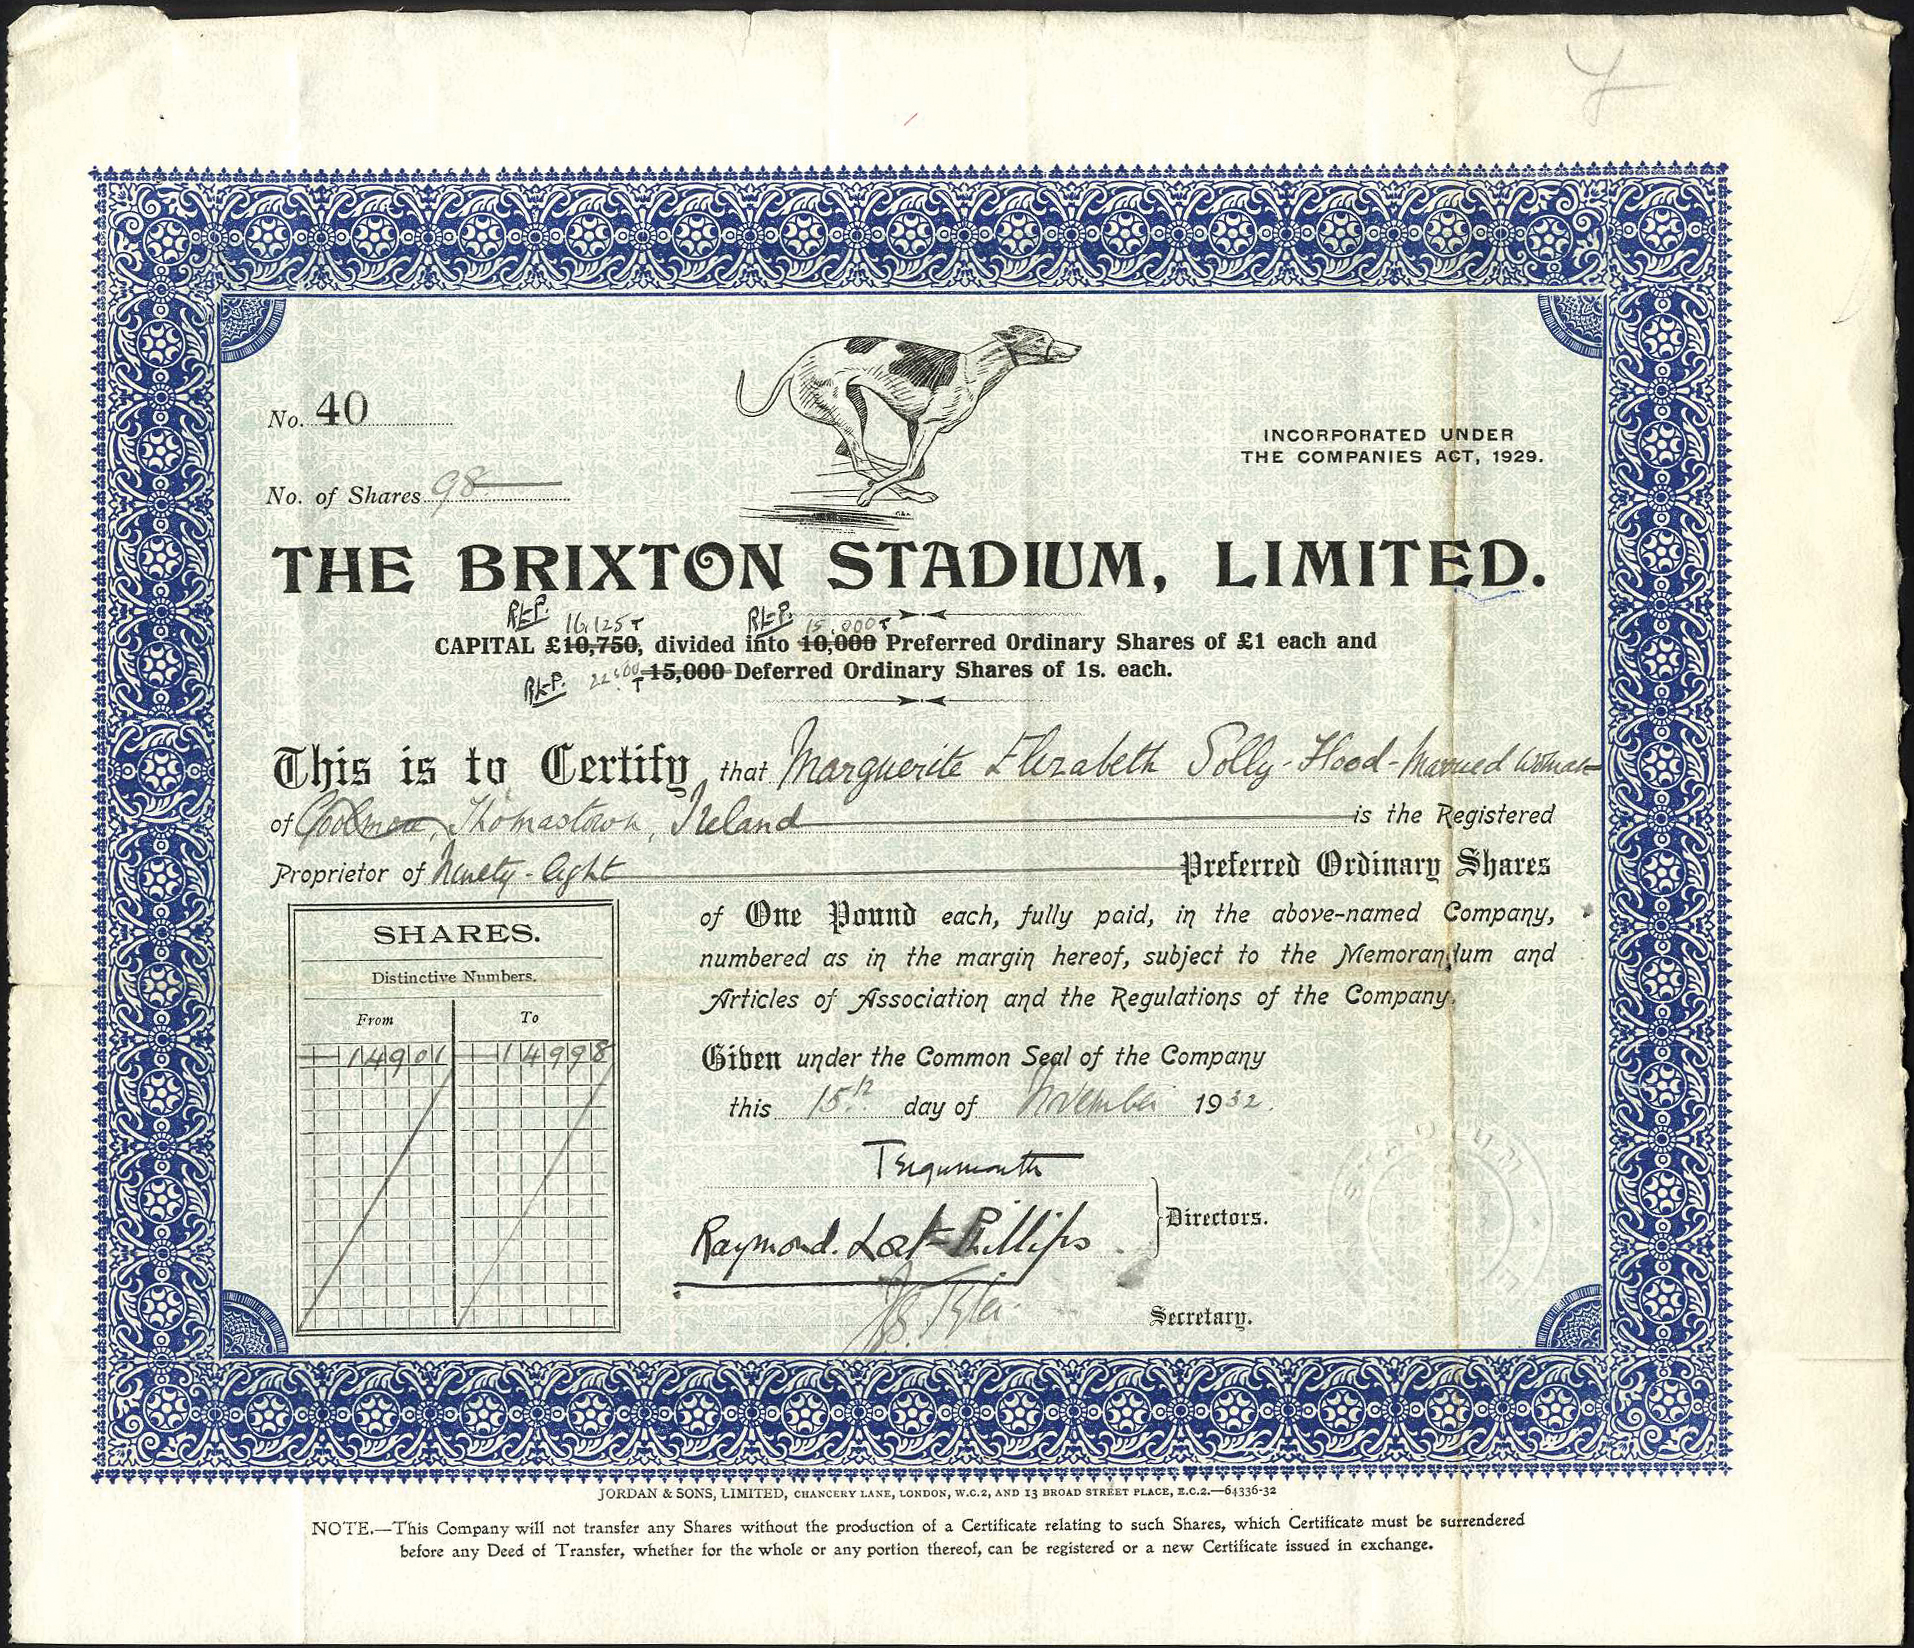 No. 40
INCORPORATED UNDER
THE COMPANIES ACT, 1929.
No. of Shares 98
THE BRIXTON STADIUM, LIMITED.
R.L-P. 16,125 R.L-P. 15,000
CAPITAL £10,750, divided into 10,000 Preferred Ordinary Shares of £1 each and
R.L-P. 15,000 Deferred Ordinary Shares of 1s. each.
This is to Certify that Marguerite Elizabeth Solly-Flood - Married Woman
of Thomastown, Ireland is the Registered
Proprietor of Ninety-Eight Preferred Ordinary Shares
of One Pound each, fully paid, in the above-named Company,
numbered as in the margin hereof, subject to the Memorandum and
Articles of Association and the Regulations of the Company.
SHARES.
Distinctive Numbers.
From To
14901 14998
Given under the Common Seal of the Company
this 15th day of November 1932.
Teignmouth
Raymond. Lort-Phillips
Directors.
Tyler
Secretary.
JORDAN & SONS, LIMITED, CHANCERY LANE, LONDON, W.C.2, AND 13 BROAD STREET PLACE, E.C.2.—64336-32
NOTE.—This Company will not transfer any Shares without the production of a Certificate relating to such Shares, which Certificate must be surrendered
before any Deed of Transfer, whether for the whole or any portion thereof, can be registered or a new Certificate issued in exchange.